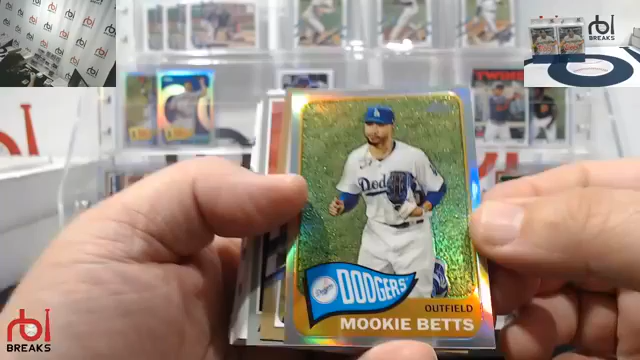 rbl
BREAKS
TWINS
Dodgers
DODGERS
OUTFIELD
MOOKIE BETTS
rbl
BREAKS